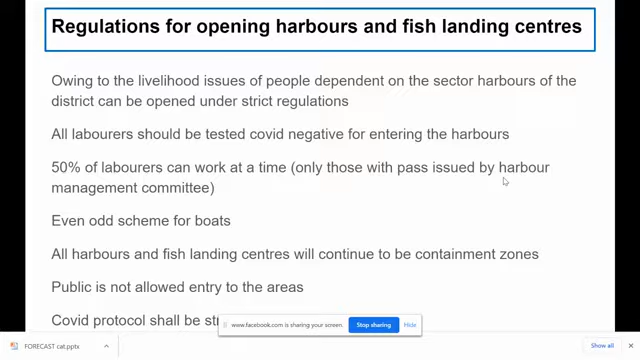 Regulations for opening harbours and fish landing centres
Owing to the livelihood issues of people dependent on the sector harbours of the
district can be opened under strict regulations
All labourers should be tested covid negative for entering the harbours
50% of labourers can work at a time (only those with pass issued by harbour
management committee)
Even odd scheme for boats
All harbours and fish landing centres will continue to be containment zones
Public is not allowed entry to the areas
Covid protocol shall be
www.facebook.com is sharing your screen.
Stop sharing
Hide
FORECAST cat.pptx
Show all